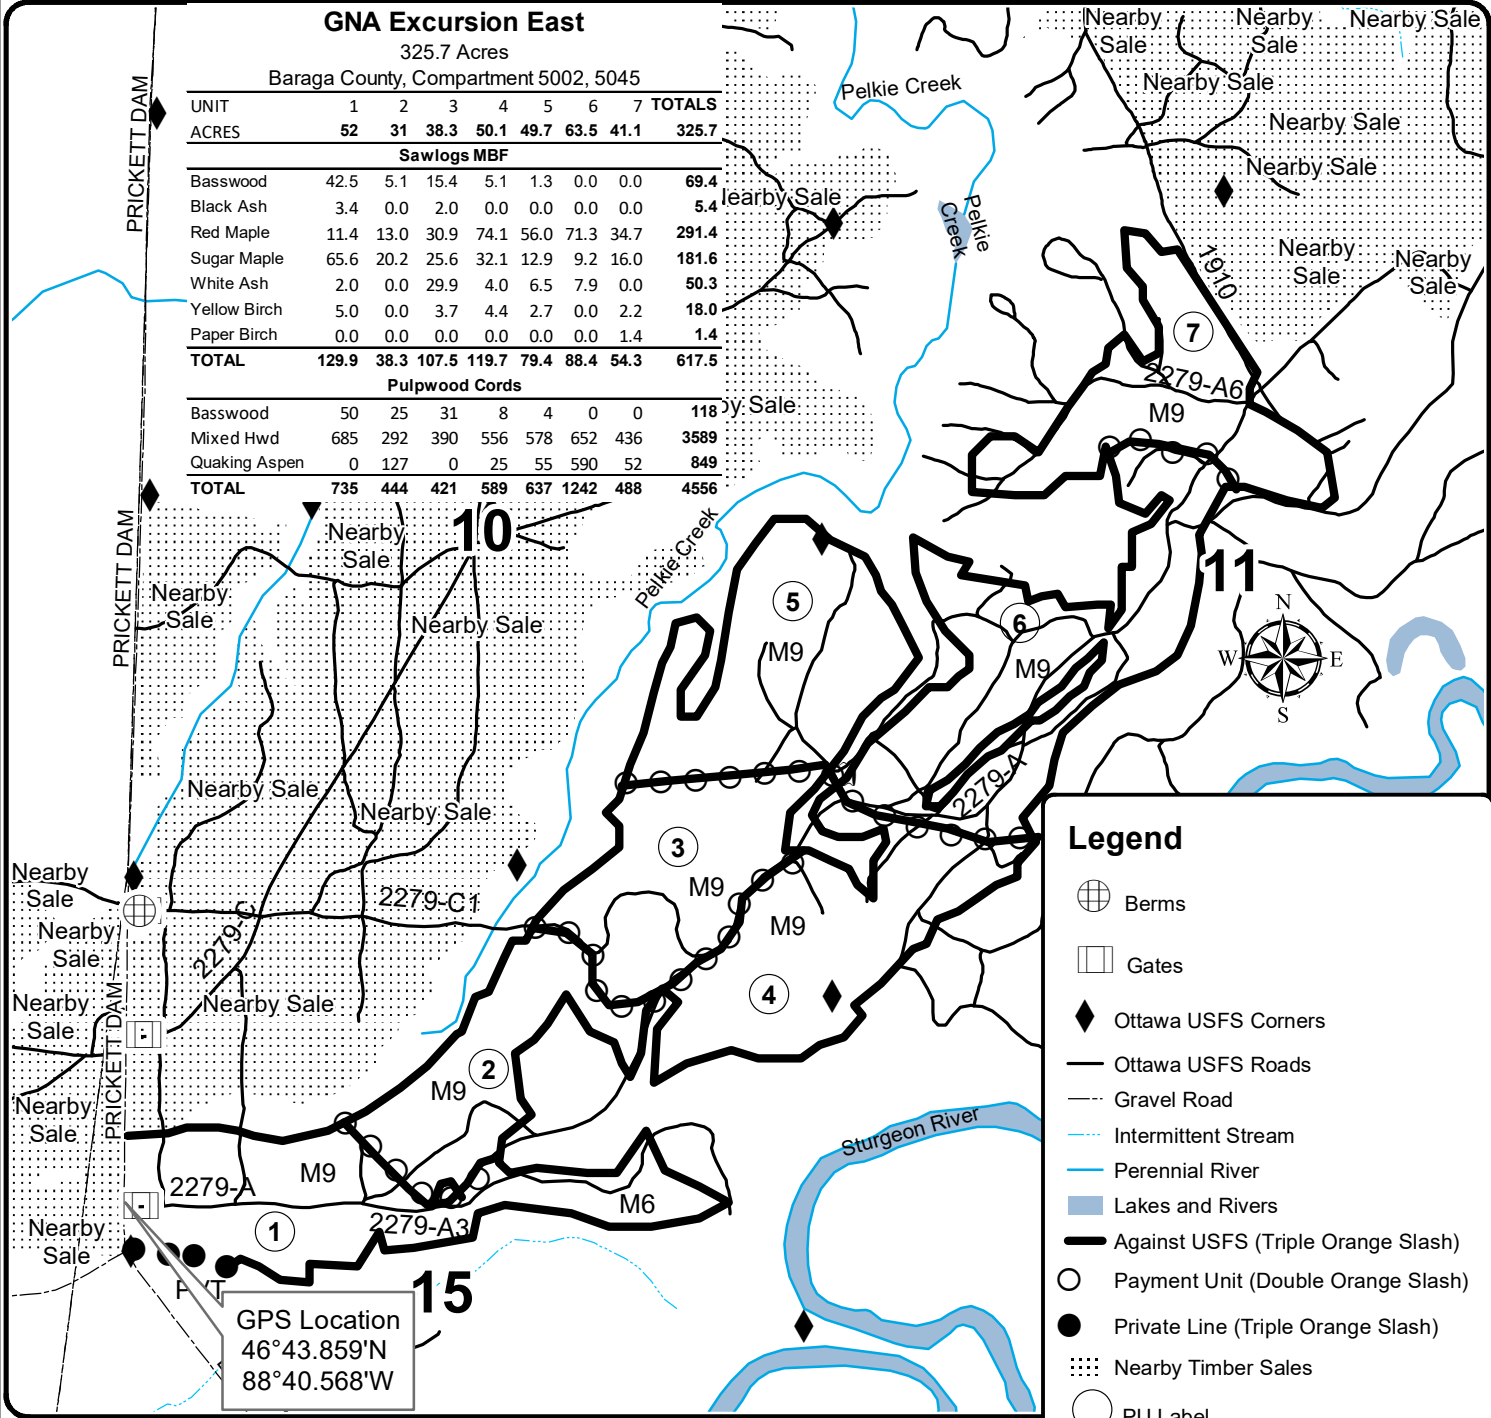 GNA Excursion East
325.7 Acres
Baraga County, Compartment 5002, 5045
UNIT 1 2 3 4 5 6 7 TOTALS
ACRES 52 31 38.3 50.1 49.7 63.5 41.1 325.7
Sawlogs MBF
Basswood 42.5 5.1 15.4 5.1 1.3 0.0 0.0 69.4
Black Ash 3.4 0.0 2.0 0.0 0.0 0.0 0.0 5.4
Red Maple 11.4 13.0 30.9 74.1 56.0 71.3 34.7 291.4
Sugar Maple 65.6 20.2 25.6 32.1 12.9 9.2 16.0 181.6
White Ash 2.0 0.0 29.9 4.0 6.5 7.9 0.0 50.3
Yellow Birch 5.0 0.0 3.7 4.4 2.7 0.0 2.2 18.0
Paper Birch 0.0 0.0 0.0 0.0 0.0 0.0 1.4 1.4
TOTAL 129.9 38.3 107.5 119.7 79.4 88.4 54.3 617.5
Pulpwood Cords
Basswood 50 25 31 8 4 0 0 118
Mixed Hwd 685 292 390 556 578 652 436 3589
Quaking Aspen 0 127 0 25 55 590 52 849
TOTAL 735 444 421 589 637 1242 488 4556
PRICKETT DAM
PRICKETT DAM
PRICKETT DAM
Nearby
Sale
Nearby
Sale
Nearby Sale
Nearby Sale
Nearby Sale
Nearby Sale
Nearby
Sale
Nearby
Sale
Nearby Sale
by Sale
Pelkie Creek
Pelkie
Creek
Pelkie Creek
1910
7
2279-A6
M9
10
11
Nearby
Sale
Nearby
Sale
Nearby Sale
Nearby Sale
Nearby Sale
Nearby
Sale
Nearby
Sale
Nearby
Sale
Nearby Sale
Nearby
Sale
2279-C1
2279-C
5
M9
6
M9
2279-A
3
M9
M9
4
2
M9
M9
2279-A
1
2279-A3
M6
Nearby
Sale
15
Sturgeon River
N
W E
S
GPS Location
46°43.859'N
88°40.568'W
Legend
Berms
Gates
Ottawa USFS Corners
Ottawa USFS Roads
Gravel Road
Intermittent Stream
Perennial River
Lakes and Rivers
Against USFS (Triple Orange Slash)
Payment Unit (Double Orange Slash)
Private Line (Triple Orange Slash)
Nearby Timber Sales
PU Label